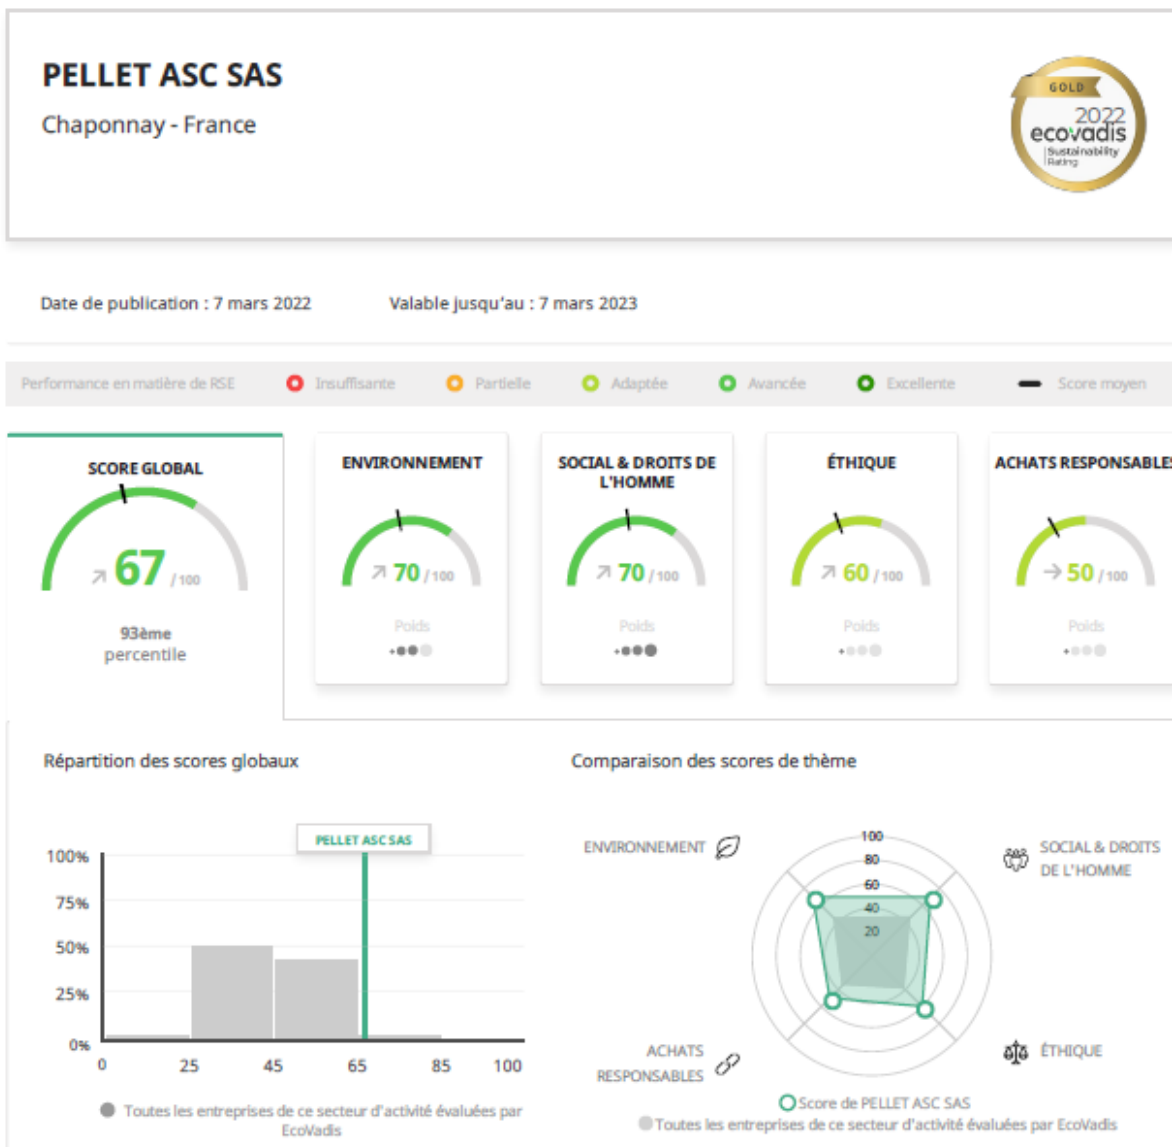 PELLET ASC SAS
Chaponnay - France
GOLD
2022
ecovadis
Sustainability
Rating
Date de publication : 7 mars 2022
Valable jusqu'au : 7 mars 2023
Performance en matière de RSE
Insuffisante
Partielle
Adaptée
Avancée
Excellente
Score moyen
SCORE GLOBAL
67 / 100
93ème
percentile
ENVIRONNEMENT
70 / 100
Poids
SOCIAL & DROITS DE
L'HOMME
70 / 100
Poids
ÉTHIQUE
60 / 100
Poids
ACHATS RESPONSABLES
50 / 100
Poids
Répartition des scores globaux
PELLET ASC SAS
100%
75%
50%
25%
0%
0 25 45 65 85 100
Toutes les entreprises de ce secteur d'activité évaluées par
EcoVadis
Comparaison des scores de thème
ENVIRONNEMENT
SOCIAL & DROITS
DE L'HOMME
100
80
60
40
20
ACHATS
RESPONSABLES
ÉTHIQUE
Score de PELLET ASC SAS
Toutes les entreprises de ce secteur d'activité évaluées par EcoVadis